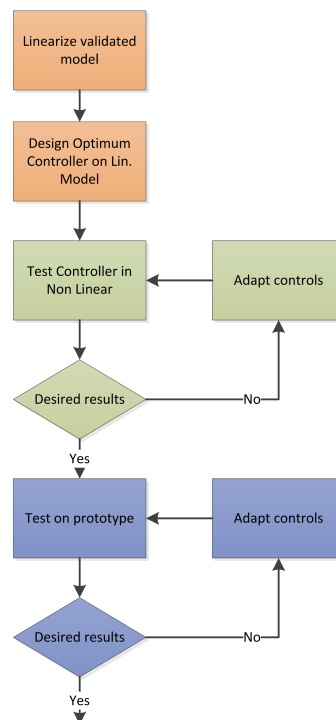 Linearize validated
model
Design Optimum
Controller on Lin.
Model
Test Controller in
Non Linear
Adapt controls
Desired results
No
Yes
Test on prototype
Adapt controls
Desired results
No
Yes